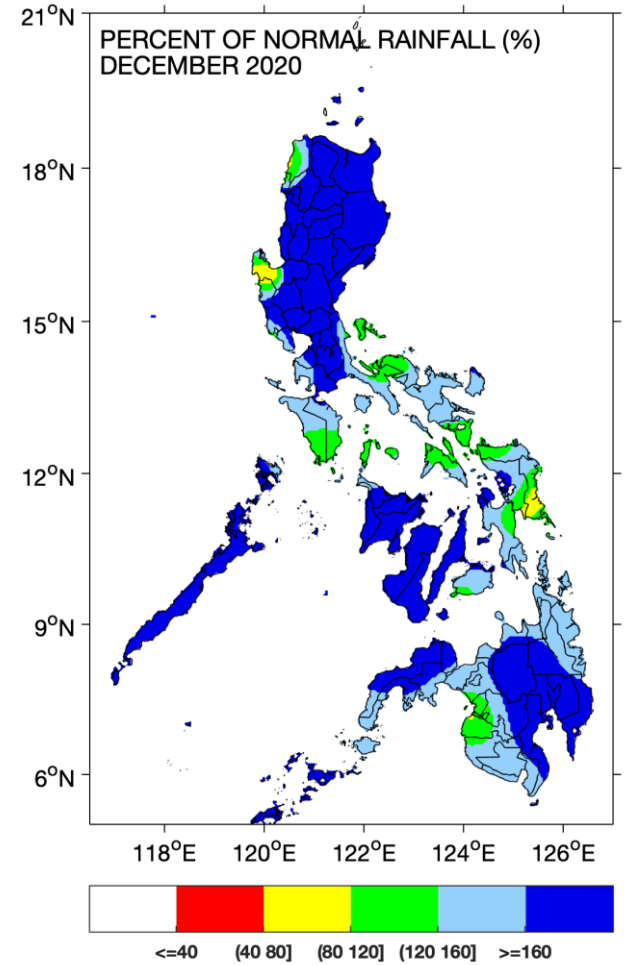 21°N
PERCENT OF NORMAL RAINFALL (%)
DECEMBER 2020
18°N
15°N
12°N
9°N
6°N
118°E 120°E 122°E 124°E 126°E
<=40 (40 80] (80 120] (120 160] >=160